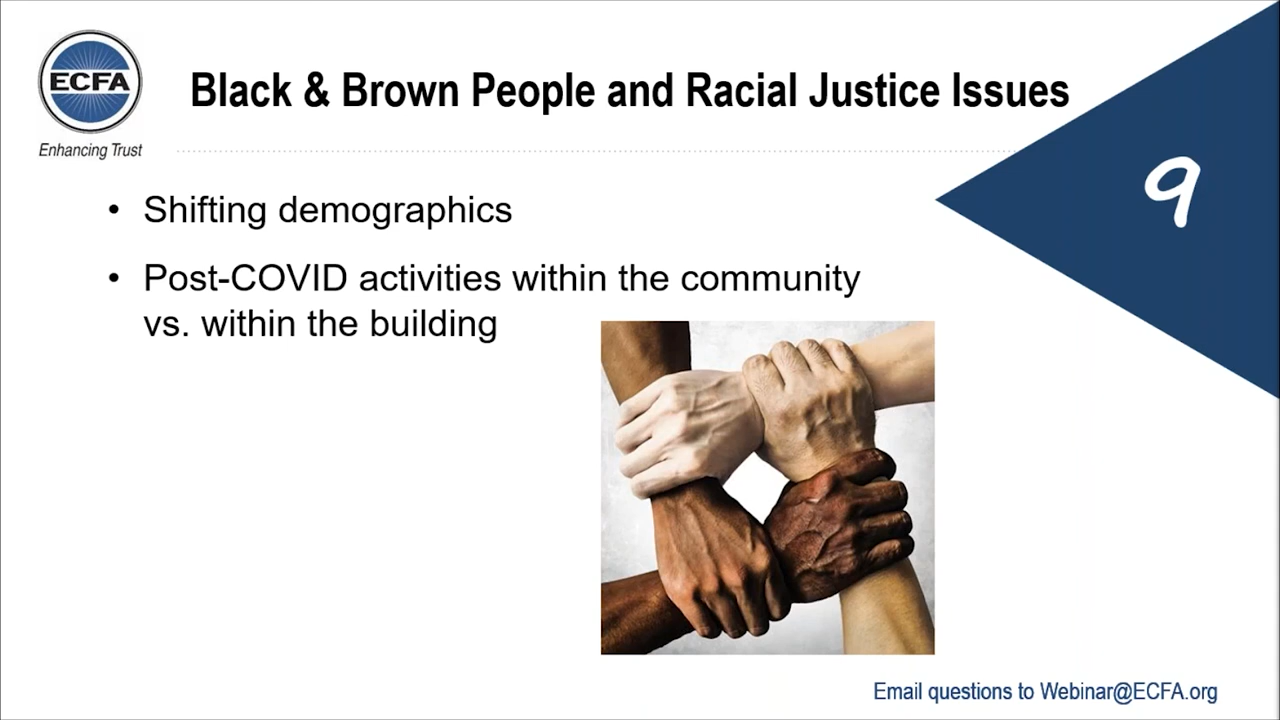 ECFA
Enhancing Trust
Black & Brown People and Racial Justice Issues
9
• Shifting demographics
• Post-COVID activities within the community
vs. within the building
Email questions to Webinar@ECFA.org